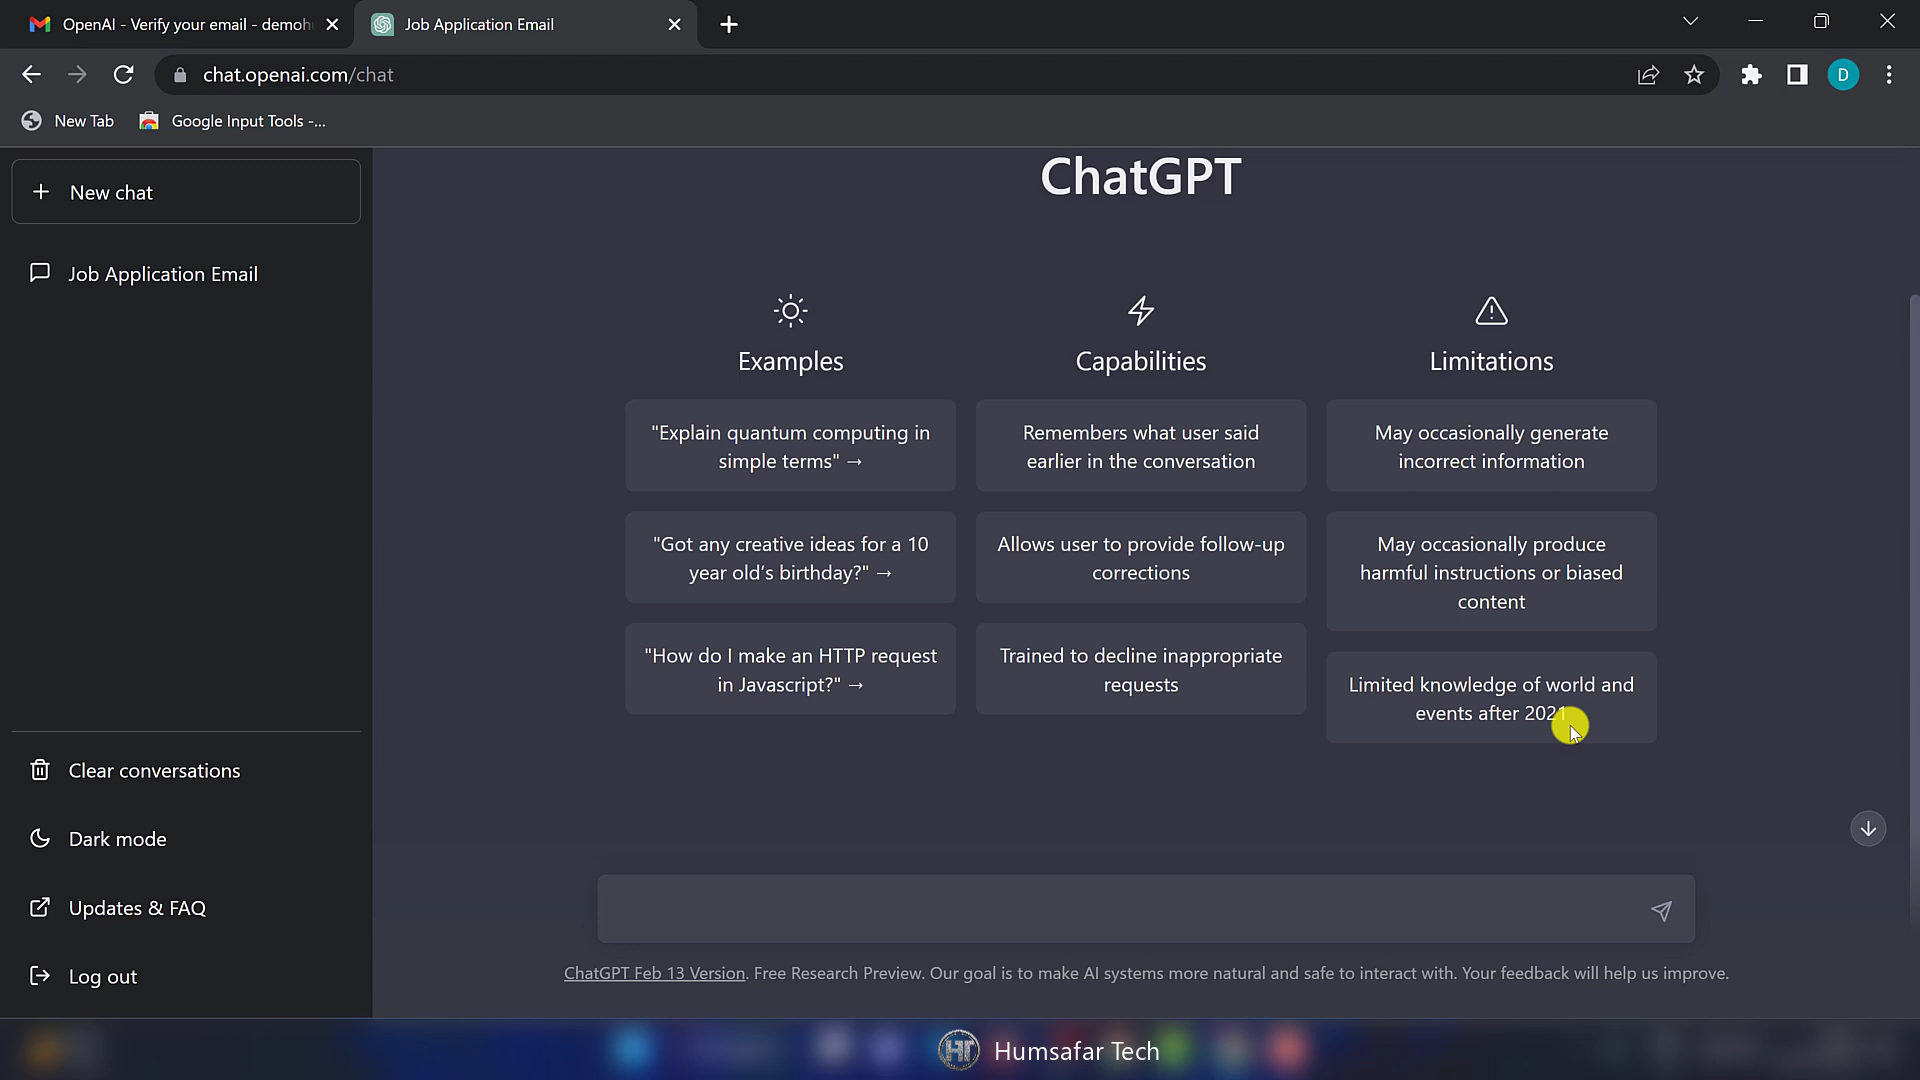 OpenAI - Verify your email - demoh
Job Application Email
chat.openai.com/chat
D
New Tab
Google Input Tools -...
New chat
Job Application Email
Clear conversations
Dark mode
Updates & FAQ
Log out
ChatGPT
Examples
"Explain quantum computing in
simple terms" →
"Got any creative ideas for a 10
year old's birthday?" →
"How do I make an HTTP request
in Javascript?" →
Capabilities
Remembers what user said
earlier in the conversation
Allows user to provide follow-up
corrections
Trained to decline inappropriate
requests
Limitations
May occasionally generate
incorrect information
May occasionally produce
harmful instructions or biased
content
Limited knowledge of world and
events after 2021
ChatGPT Feb 13 Version. Free Research Preview. Our goal is to make AI systems more natural and safe to interact with. Your feedback will help us improve.
HT Humsafar Tech